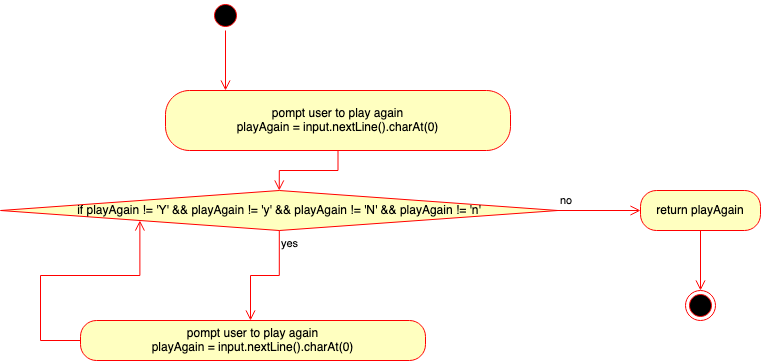 pompt user to play again
playAgain = input.nextLine().charAt(0)
if playAgain != 'Y' && playAgain != 'y' && playAgain != 'N' && playAgain != 'n'
no
return playAgain
yes
pompt user to play again
playAgain = input.nextLine().charAt(0)